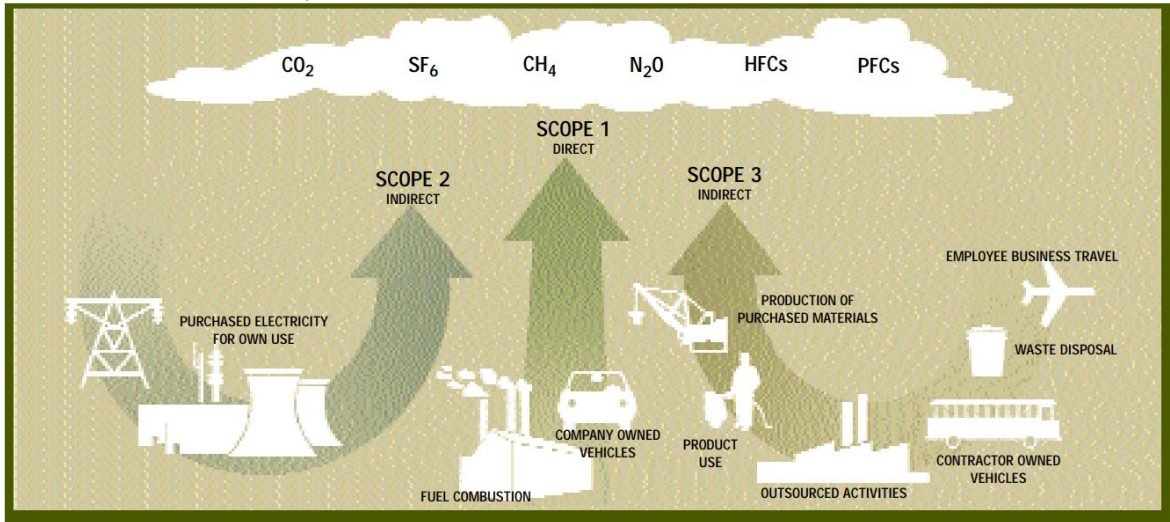 CO₂ SF₆ CH₄ N₂O HFCs PFCs
SCOPE 1
DIRECT
SCOPE 2
INDIRECT
SCOPE 3
INDIRECT
EMPLOYEE BUSINESS TRAVEL
PURCHASED ELECTRICITY
FOR OWN USE
PRODUCTION OF
PURCHASED MATERIALS
WASTE DISPOSAL
COMPANY OWNED
VEHICLES
PRODUCT
USE
CONTRACTOR OWNED
VEHICLES
FUEL COMBUSTION
OUTSOURCED ACTIVITIES